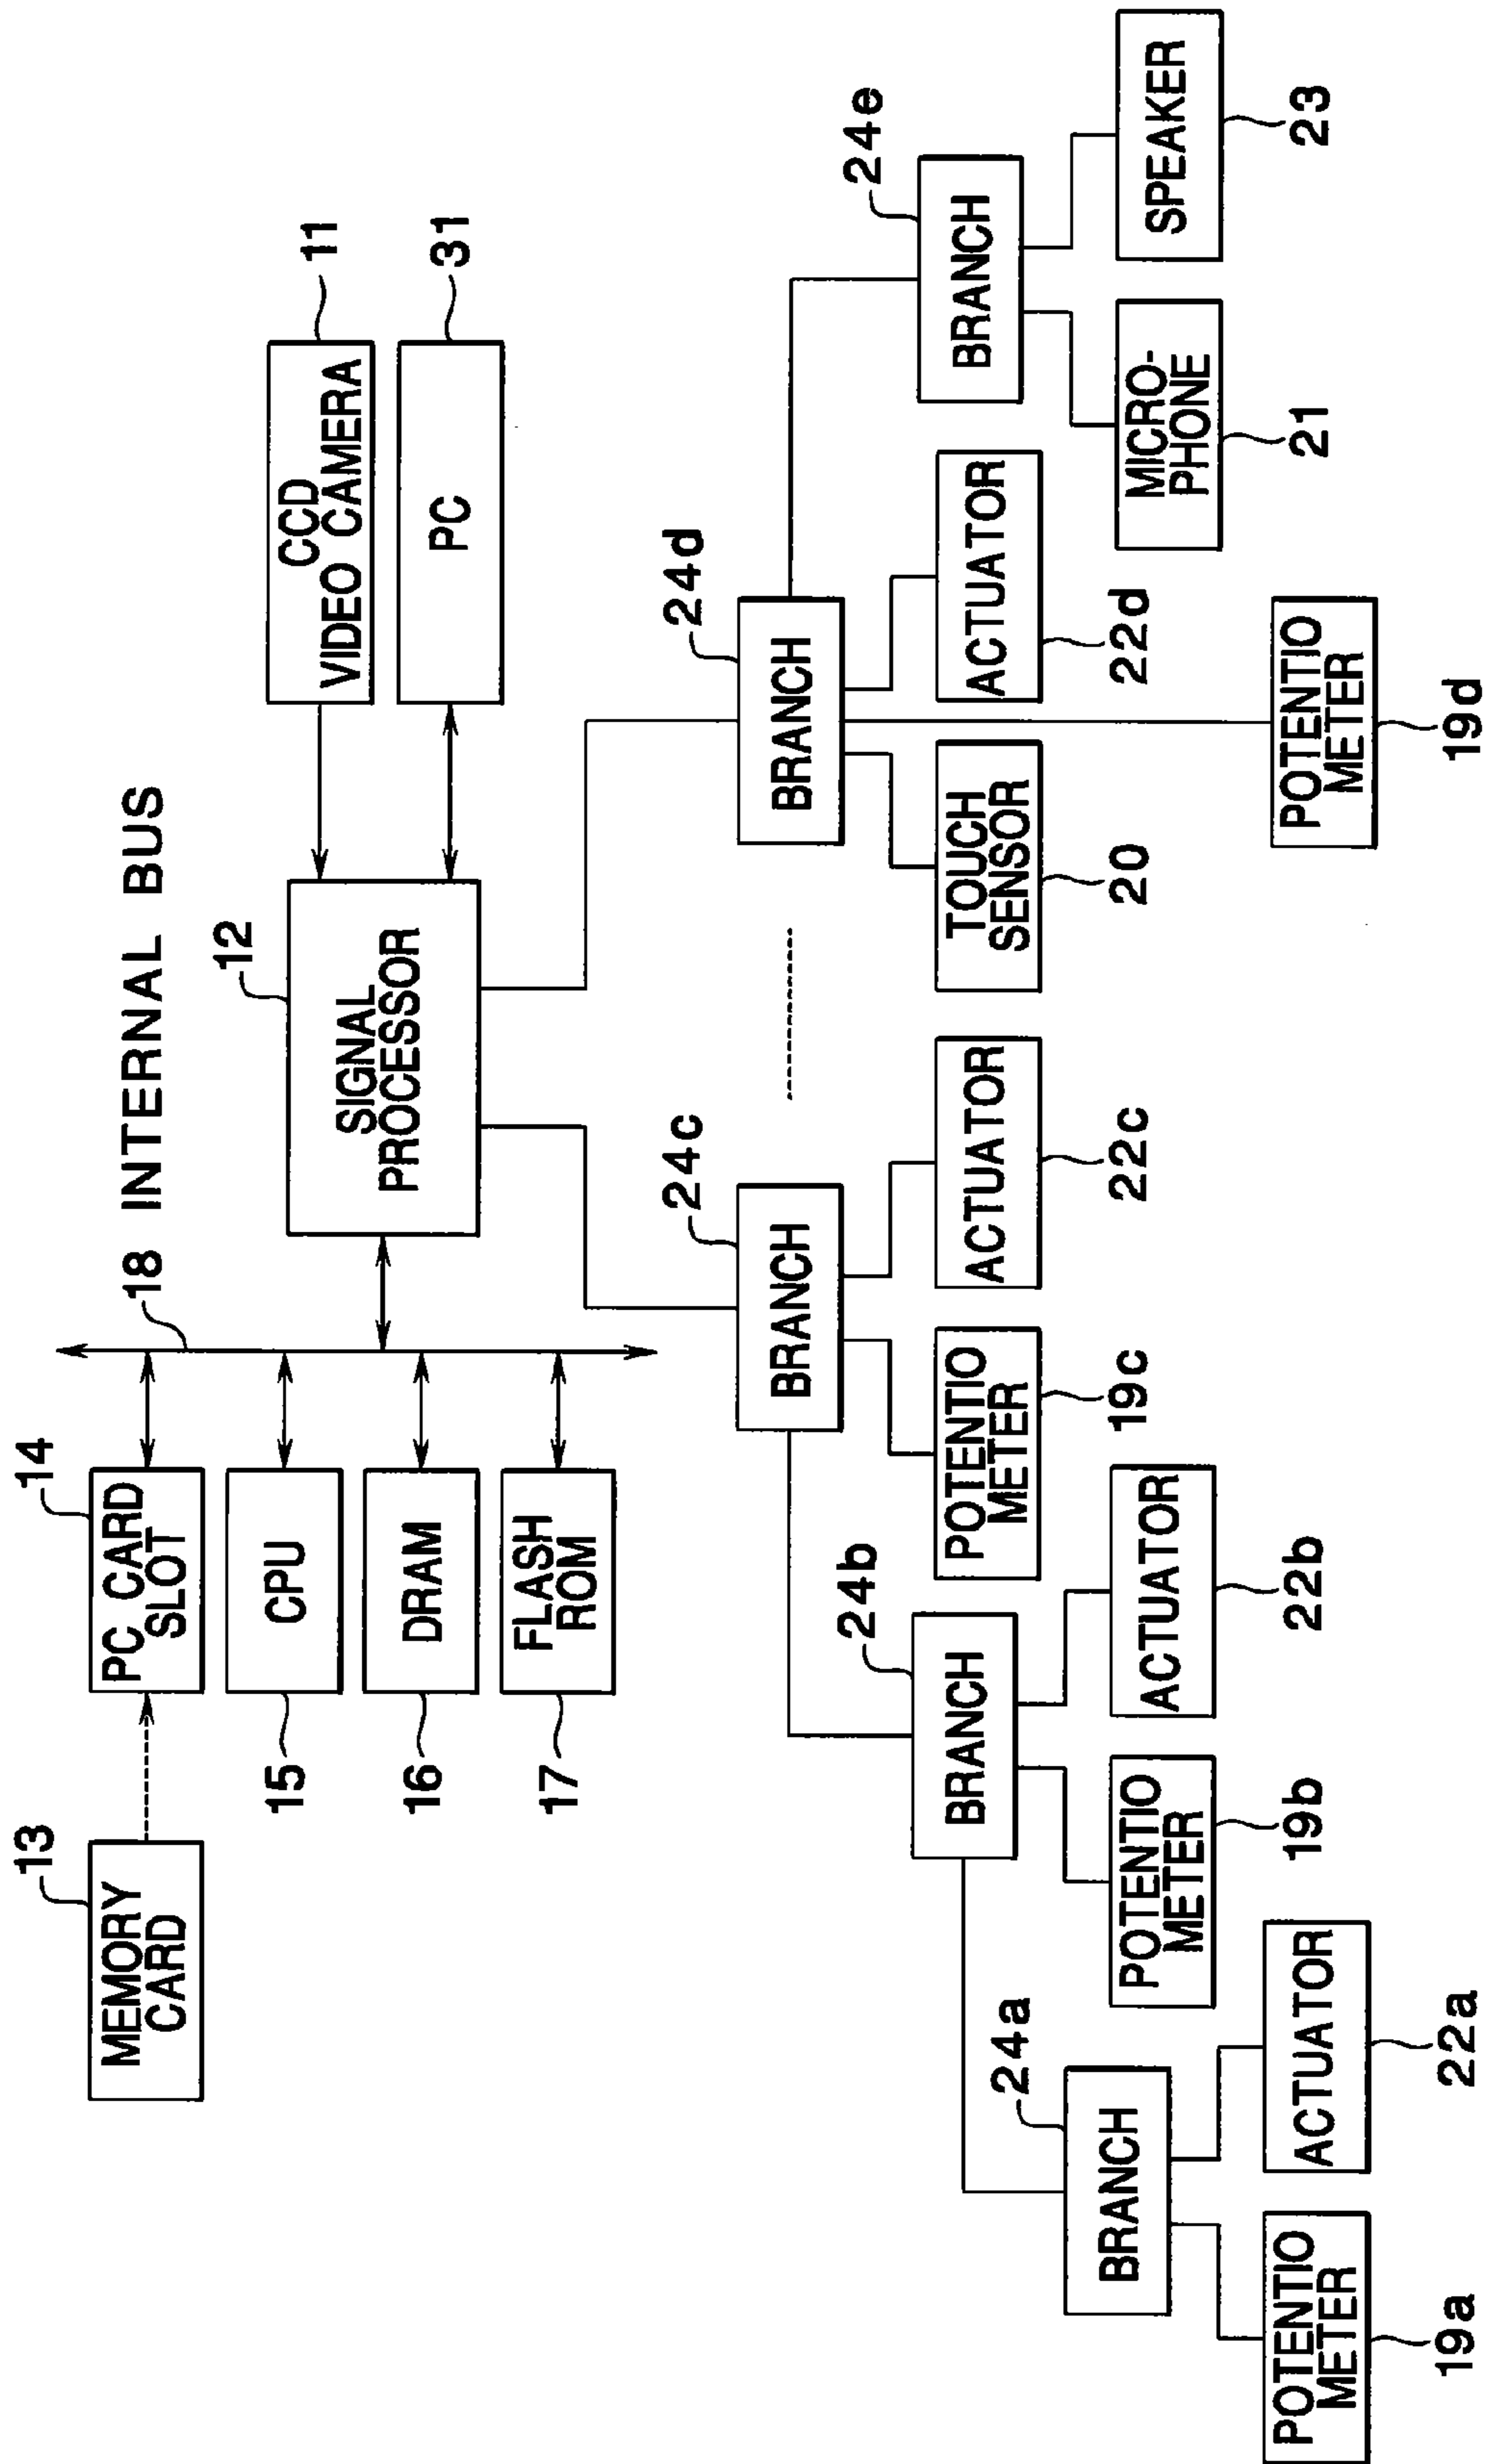 13
MEMORY
CARD
14
PC CARD
SLOT
15
CPU
16
DRAM
17
FLASH
ROM
18 INTERNAL BUS
12
SIGNAL
PROCESSOR
CCD
VIDEO CAMERA
11
PC
31
24a
BRANCH
POTENTIO
METER
19a
ACTUATOR
22a
24b
BRANCH
POTENTIO
METER
19b
ACTUATOR
22b
24c
BRANCH
POTENTIO
METER
19c
ACTUATOR
22c
24d
BRANCH
TOUCH
SENSOR
20
ACTUATOR
22d
POTENTIO
METER
19d
24e
BRANCH
MICRO-
PHONE
21
SPEAKER
23